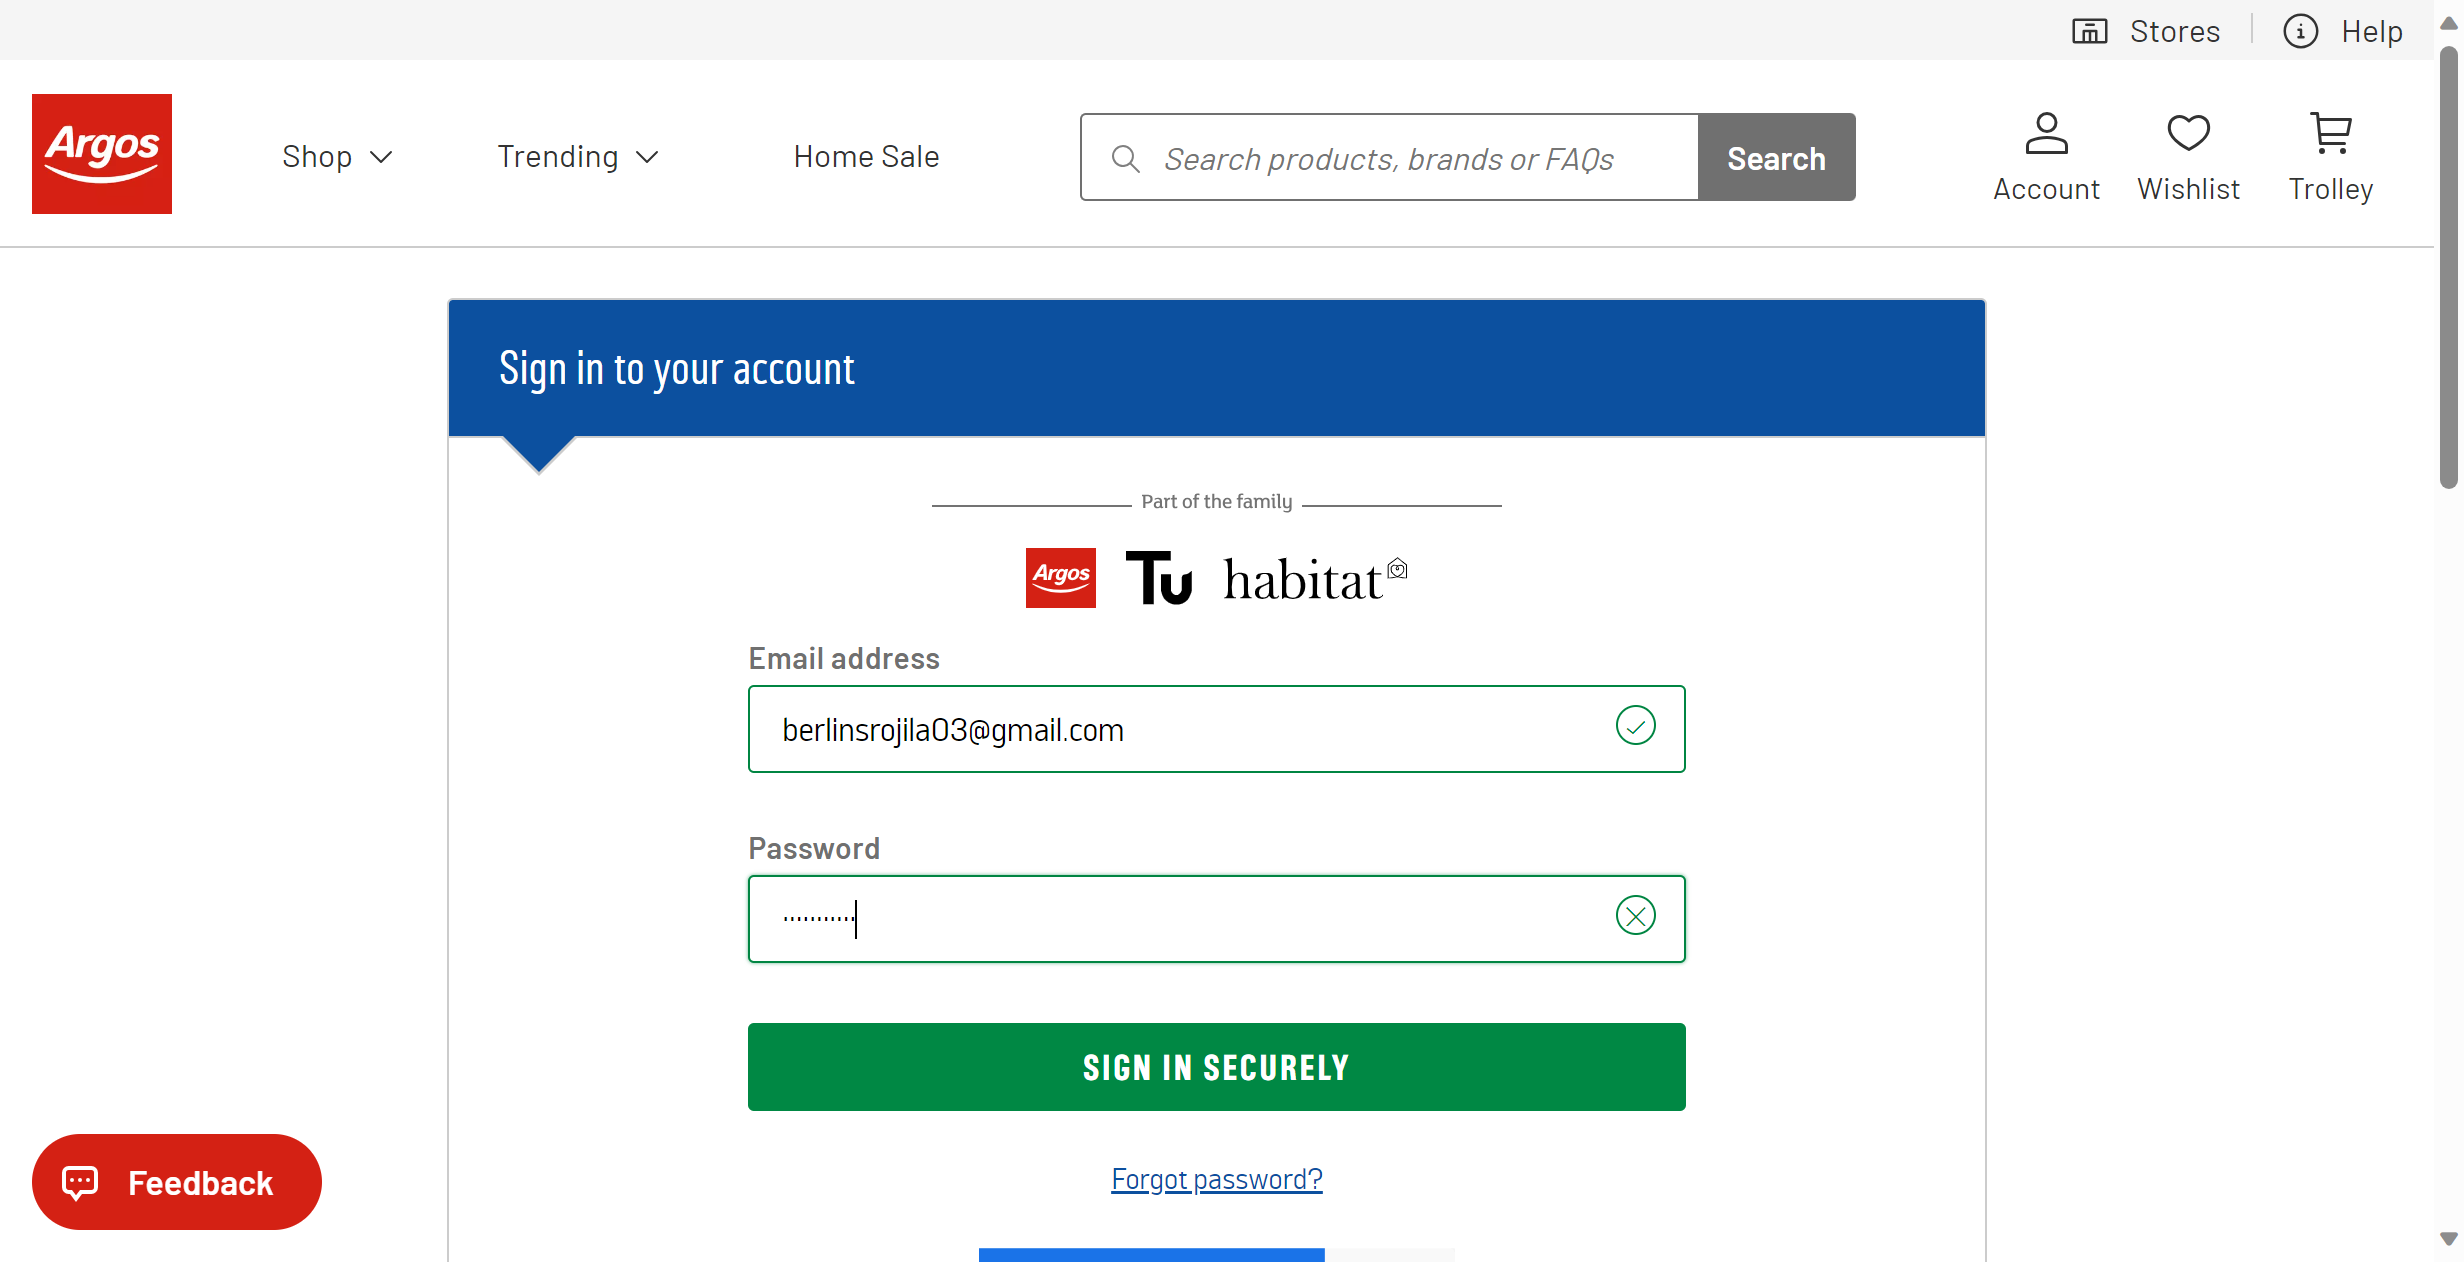 Stores
Help
Argos
Shop
Trending
Home Sale
Search products, brands or FAQs
Search
Account
Wishlist
Trolley
Sign in to your account
Part of the family
Argos
Tu
habitat
Email address
berlinsrojila03@gmail.com
Password
...........
SIGN IN SECURELY
Forgot password?
Feedback